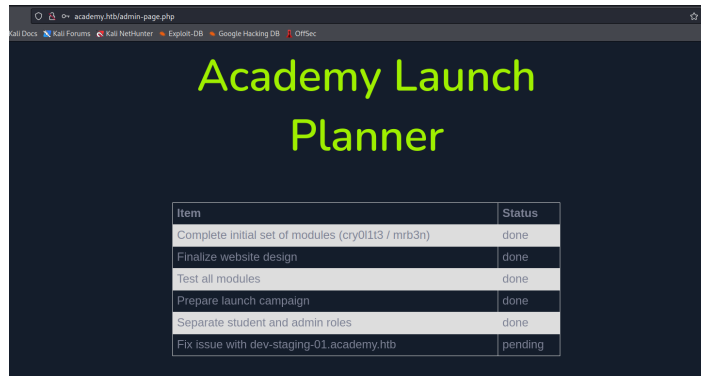 academy.htb/admin-page.php
Kali Docs Kali Forums Kali NetHunter Exploit-DB Google Hacking DB OffSec
Academy Launch
Planner
Item Status
Complete initial set of modules (cry0l1t3 / mrb3n) done
Finalize website design done
Test all modules done
Prepare launch campaign done
Separate student and admin roles done
Fix issue with dev-staging-01.academy.htb pending